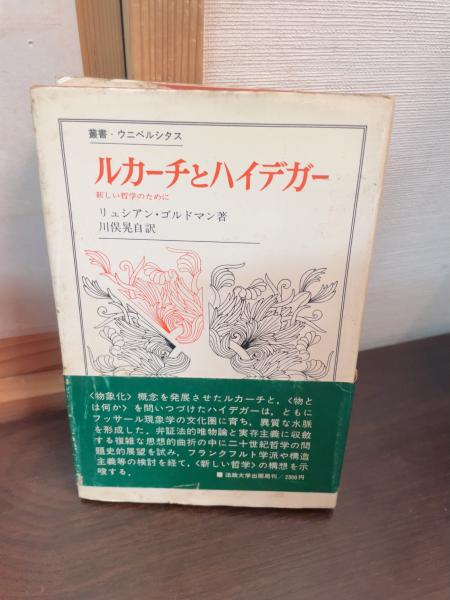 叢書・ウニベルシタス
ルカーチとハイデガー
新しい哲学のために
リュシアン・ゴルドマン著
川俣晃自訳
〈物象化〉概念を発展させたルカーチと，〈物と
は何か〉を問いつづけたハイデガーは，ともに
フッサール現象学の文化圏に育ち，異質な水脈
を形成した。弁証法的唯物論と実存主義に収斂
する複雑な思想的曲折の中に二十世紀哲学の問
題史的展望を試み，フランクフルト学派や構造
主義等の検討を経て，〈新しい哲学〉の構想を示
唆する。
法政大学出版局刊／2300円